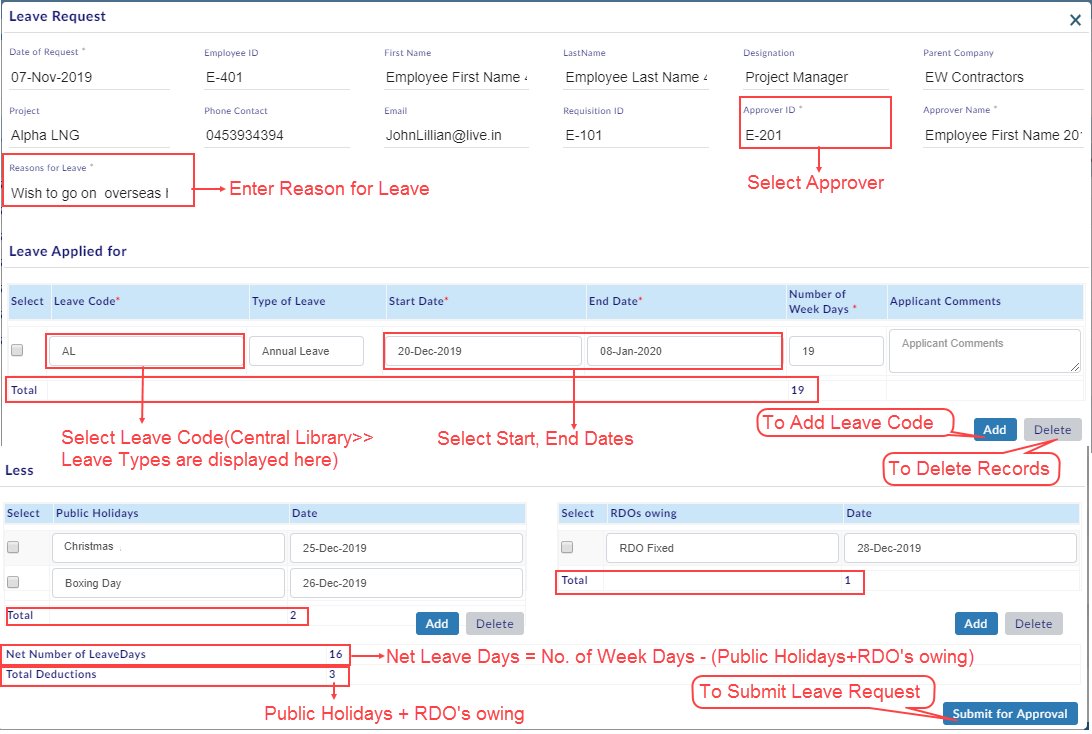 Leave Request
Date of Request * Employee ID First Name LastName Designation Parent Company
07-Nov-2019 E-401 Employee First Name 4 Employee Last Name 4 Project Manager EW Contractors
Project Phone Contact Email Requisition ID Approver ID * Approver Name *
Alpha LNG 0453934394 JohnLillian@live.in E-101 E-201 Employee First Name 201
Reasons for Leave *
Wish to go on overseas
Enter Reason for Leave
Select Approver
Leave Applied for
Select Leave Code* Type of Leave Start Date* End Date* Number of Week Days * Applicant Comments
AL Annual Leave 20-Dec-2019 08-Jan-2020 19 Applicant Comments
Total 19
Select Leave Code(Central Library>>
Leave Types are displayed here)
Select Start, End Dates
To Add Leave Code
Add Delete
To Delete Records
Less
Select Public Holidays Date
Christmas 25-Dec-2019
Boxing Day 26-Dec-2019
Total 2
Add Delete
Select RDOs owing Date
RDO Fixed 28-Dec-2019
Total 1
Add Delete
Net Number of LeaveDays 16
Net Leave Days = No. of Week Days - (Public Holidays+RDO's owing)
Total Deductions 3
Public Holidays + RDO's owing
To Submit Leave Request
Submit for Approval